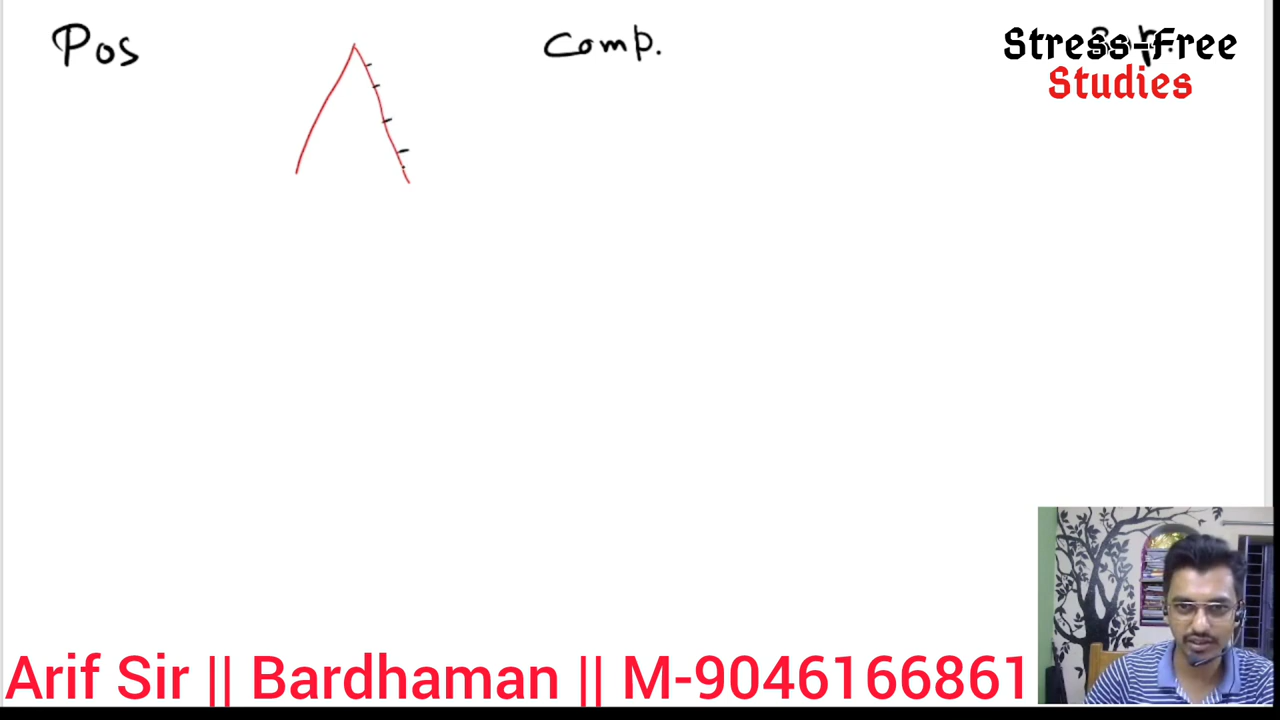 Pos Comp.
Stress-Free
Studies
Arif Sir || Bardhaman || M-9046166861